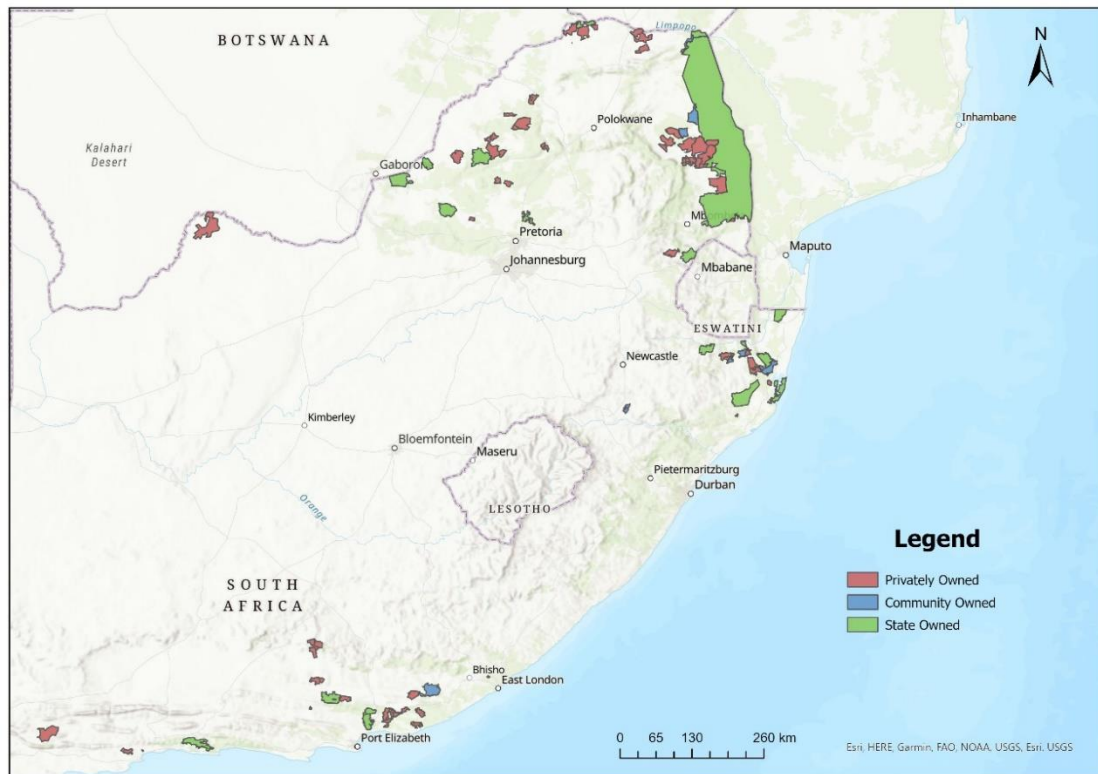 BOTSWANA
Limpopo
N
Polokwane
Inhambane
Kalahari
Desert
Gaborone
Pretoria
Maputo
Johannesburg
Mbabane
ESWATINI
Newcastle
Kimberley
Bloemfontein
Maseru
Pietermaritzburg
Durban
Orange
LESOTHO
Legend
Privately Owned
Community Owned
State Owned
SOUTH
AFRICA
Bhisho
East London
Port Elizabeth
0 65 130 260 km
Esri, HERE, Garmin, FAO, NOAA, USGS, Esri, USGS